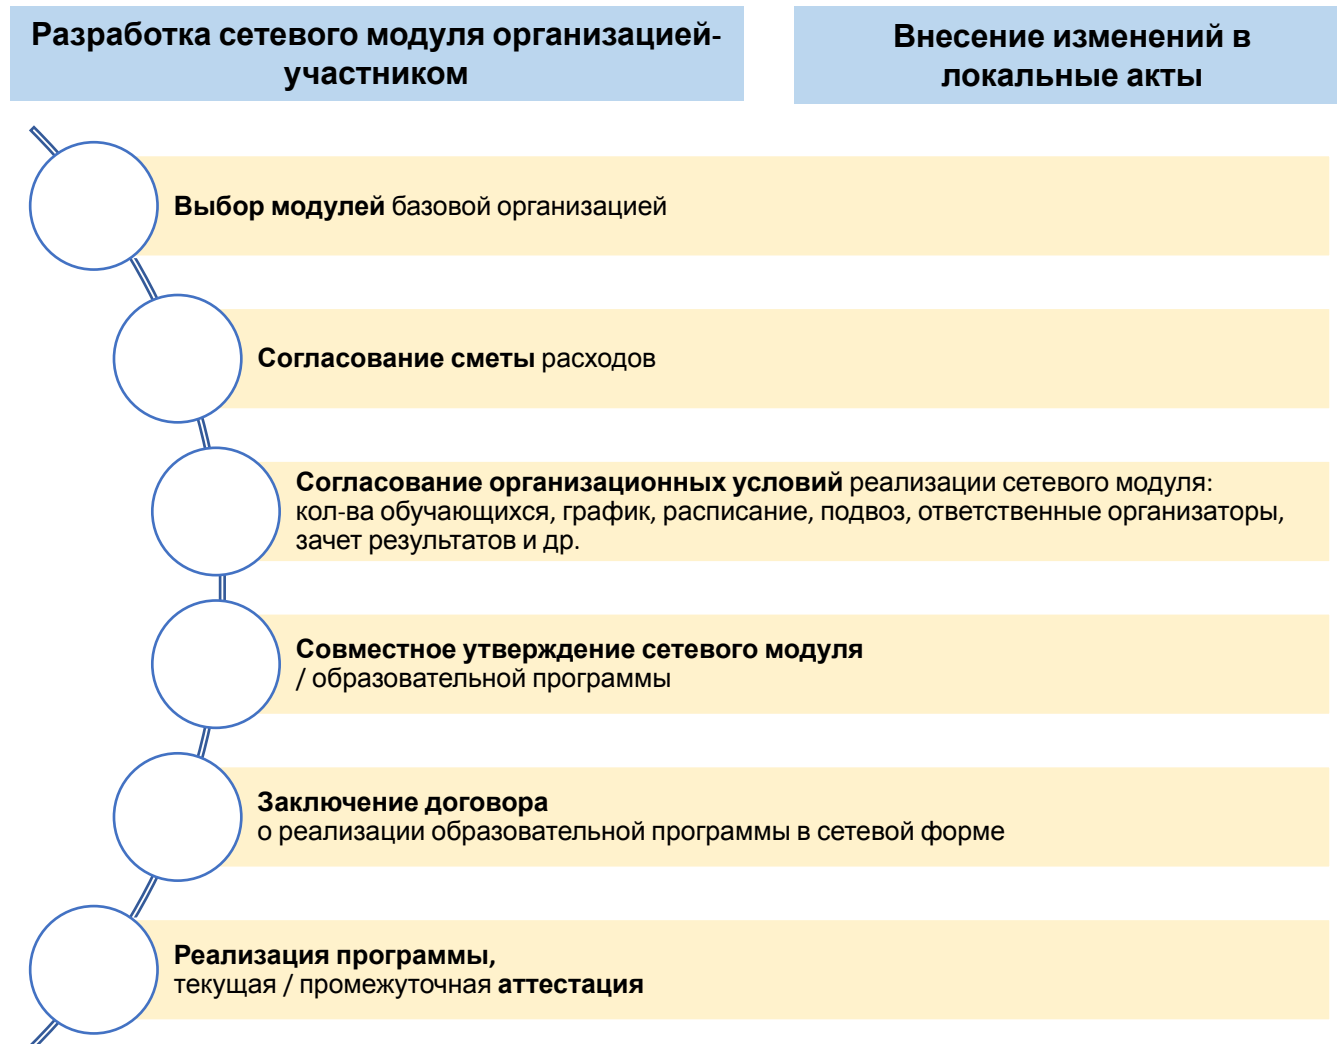 Разработка сетевого модуля организацией-
участником
Внесение изменений в
локальные акты
Выбор модулей базовой организацией
Согласование сметы расходов
Согласование организационных условий реализации сетевого модуля:
кол-ва обучающихся, график, расписание, подвоз, ответственные организаторы,
зачет результатов и др.
Совместное утверждение сетевого модуля
/ образовательной программы
Заключение договора
о реализации образовательной программы в сетевой форме
Реализация программы,
текущая / промежуточная аттестация